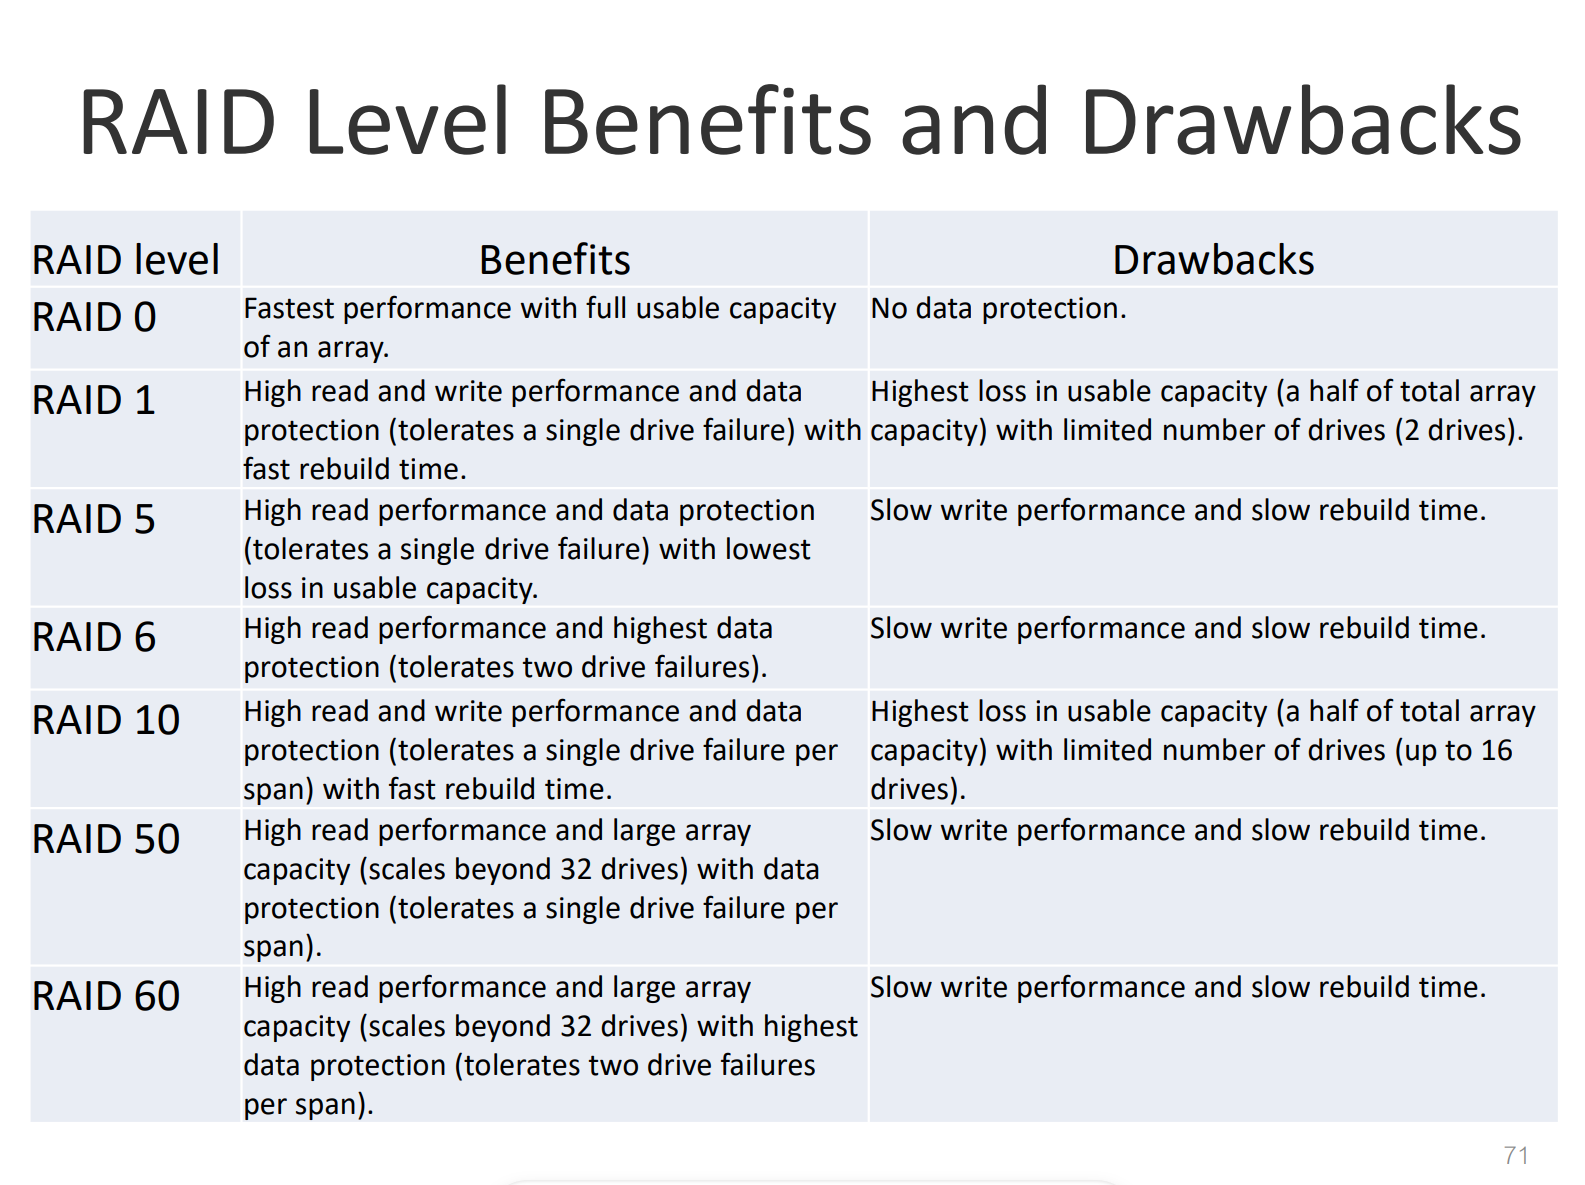 RAID Level Benefits and Drawbacks
RAID level Benefits Drawbacks
RAID 0
Fastest performance with full usable capacity
of an array.
No data protection.
RAID 1
High read and write performance and data
protection (tolerates a single drive failure) with
fast rebuild time.
Highest loss in usable capacity (a half of total array
capacity) with limited number of drives (2 drives).
RAID 5
High read performance and data protection
(tolerates a single drive failure) with lowest
loss in usable capacity.
Slow write performance and slow rebuild time.
RAID 6
High read performance and highest data
protection (tolerates two drive failures).
Slow write performance and slow rebuild time.
RAID 10
High read and write performance and data
protection (tolerates a single drive failure per
span) with fast rebuild time.
Highest loss in usable capacity (a half of total array
capacity) with limited number of drives (up to 16
drives).
RAID 50
High read performance and large array
capacity (scales beyond 32 drives) with data
protection (tolerates a single drive failure per
span).
Slow write performance and slow rebuild time.
RAID 60
High read performance and large array
capacity (scales beyond 32 drives) with highest
data protection (tolerates two drive failures
per span).
Slow write performance and slow rebuild time.
71